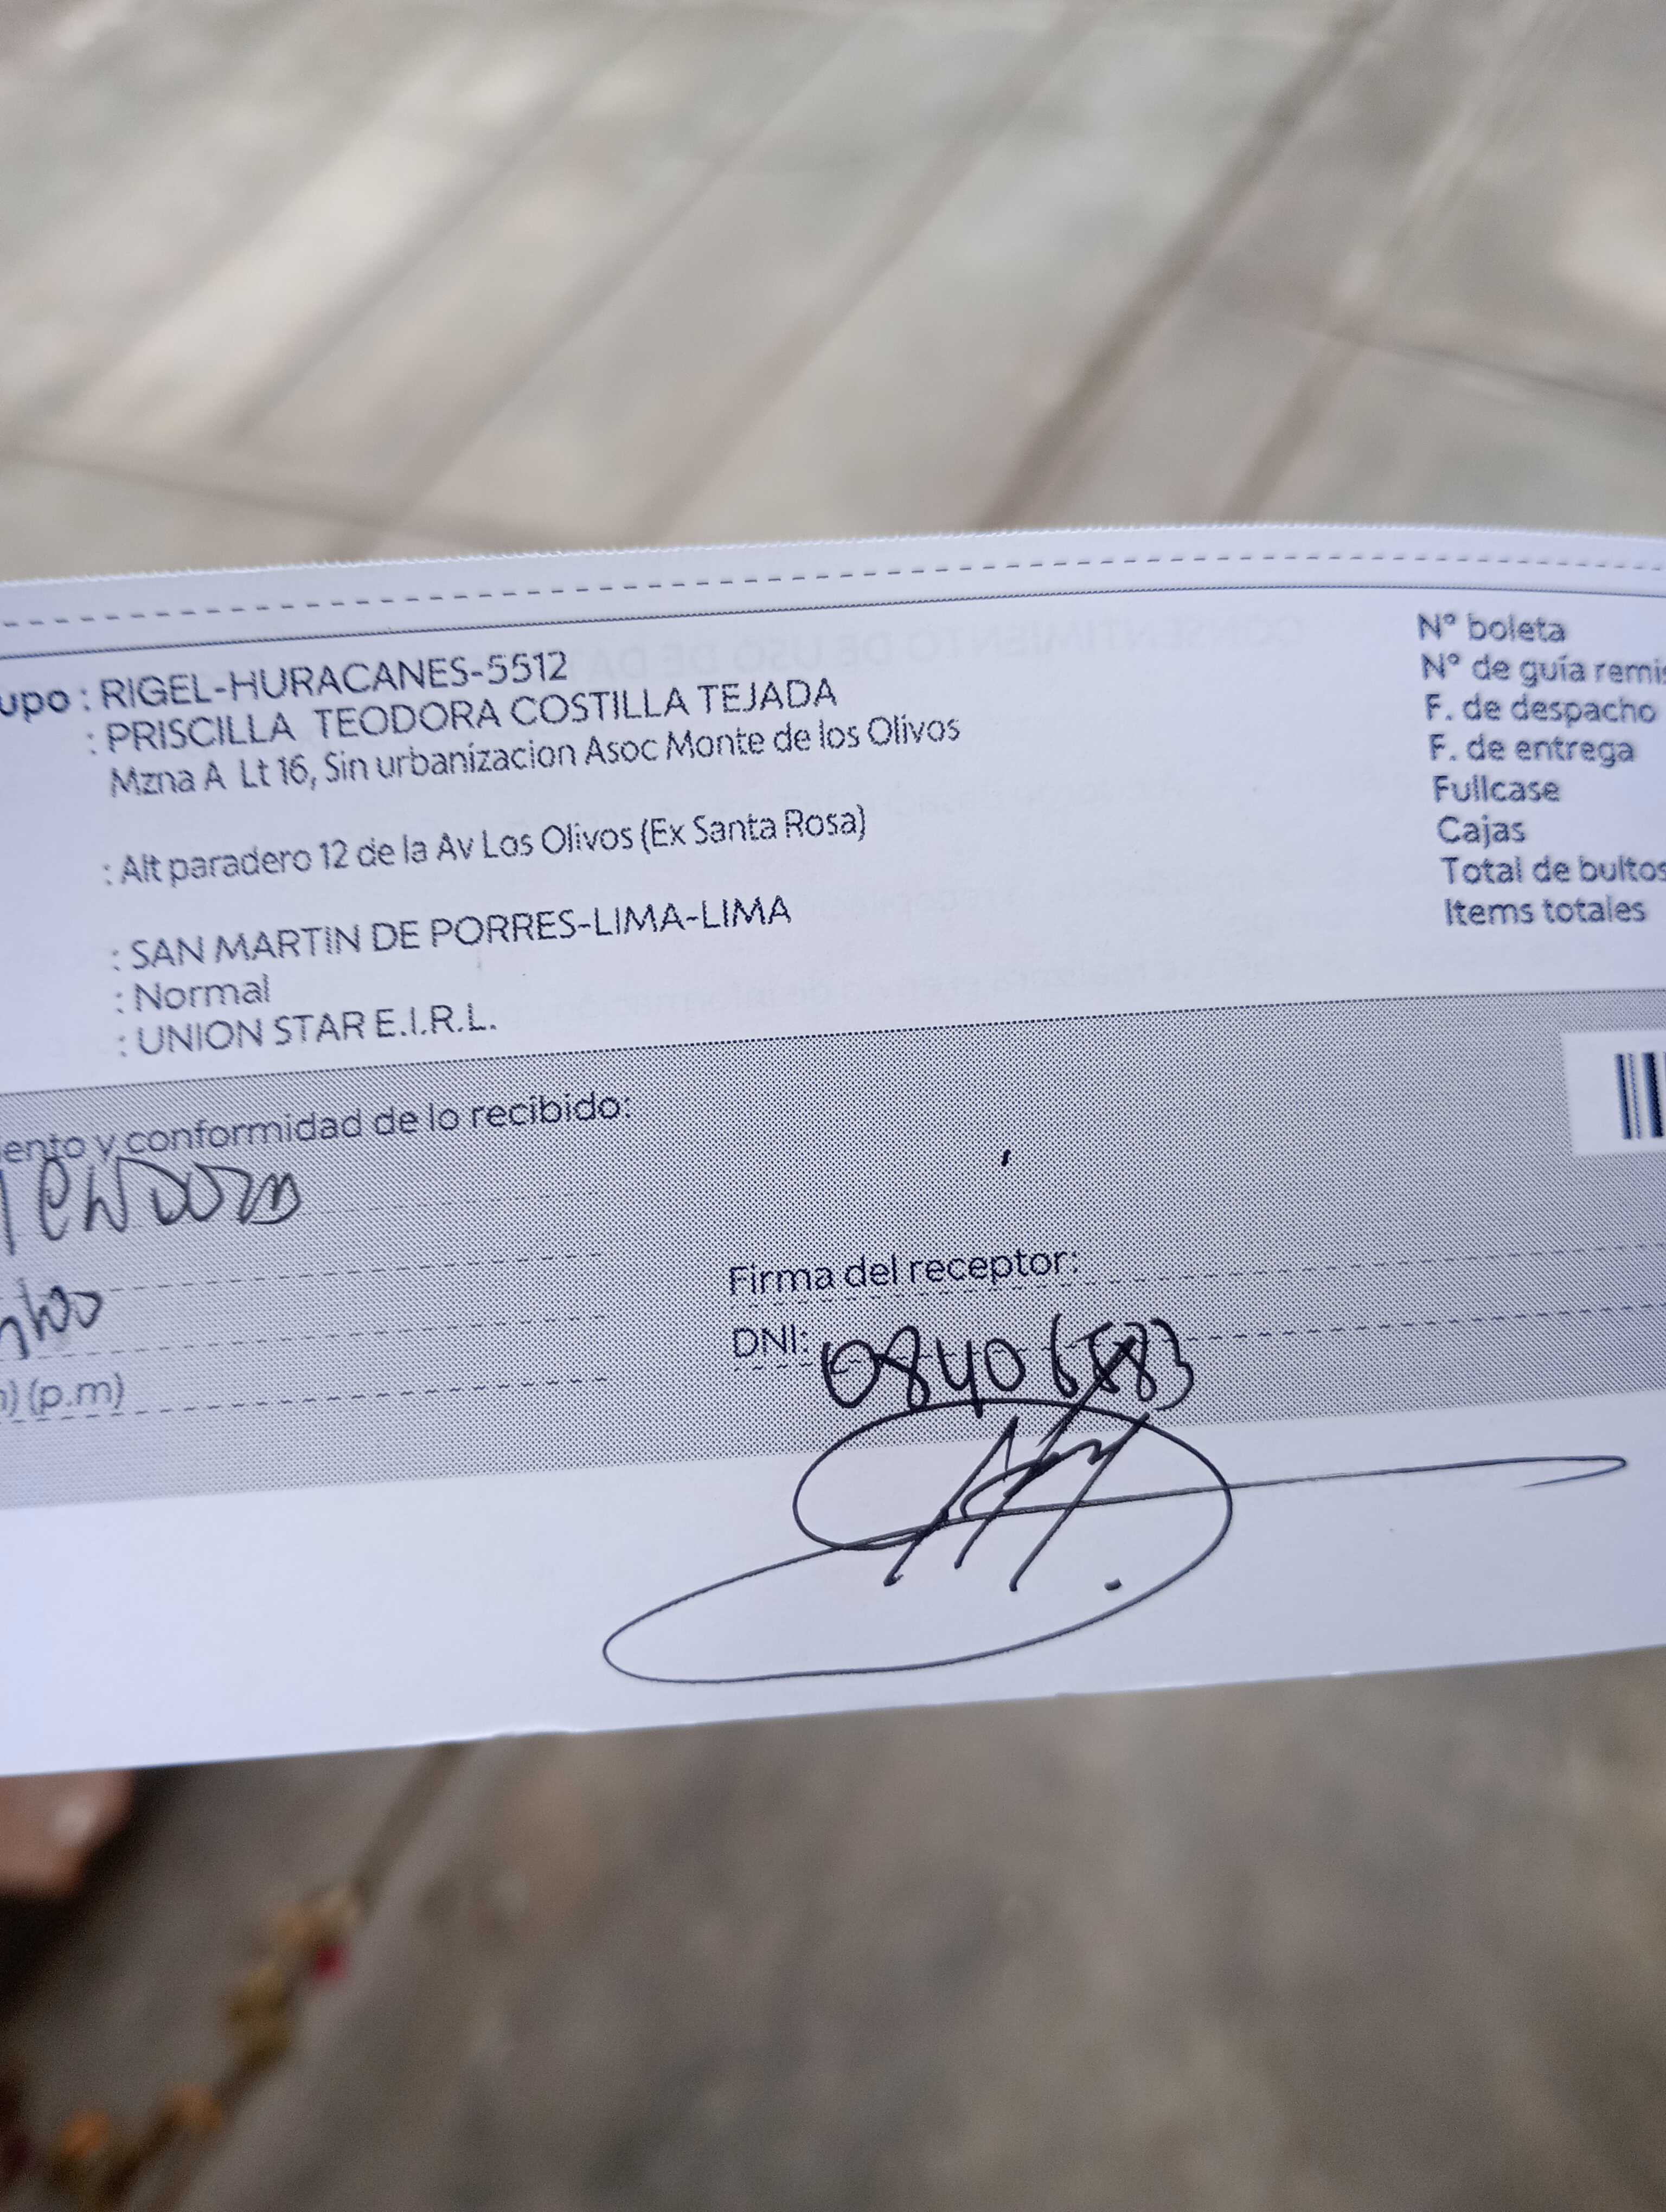 upo : RIGEL-HURACANES-5512
: PRISCILLA TEODORA COSTILLA TEJADA
Mzna A Lt 16, Sin urbanizacion Asoc Monte de los Olivos
: Alt paradero 12 de la Av Los Olivos (Ex Santa Rosa)
: SAN MARTIN DE PORRES-LIMA-LIMA
: Normal
: UNION STAR E.I.R.L.
N° boleta
N° de guía remis
F. de despacho
F. de entrega
Fullcase
Cajas
Total de bultos
Items totales
iento y conformidad de lo recibido:
Firma del receptor:
DNI:
) (p.m)